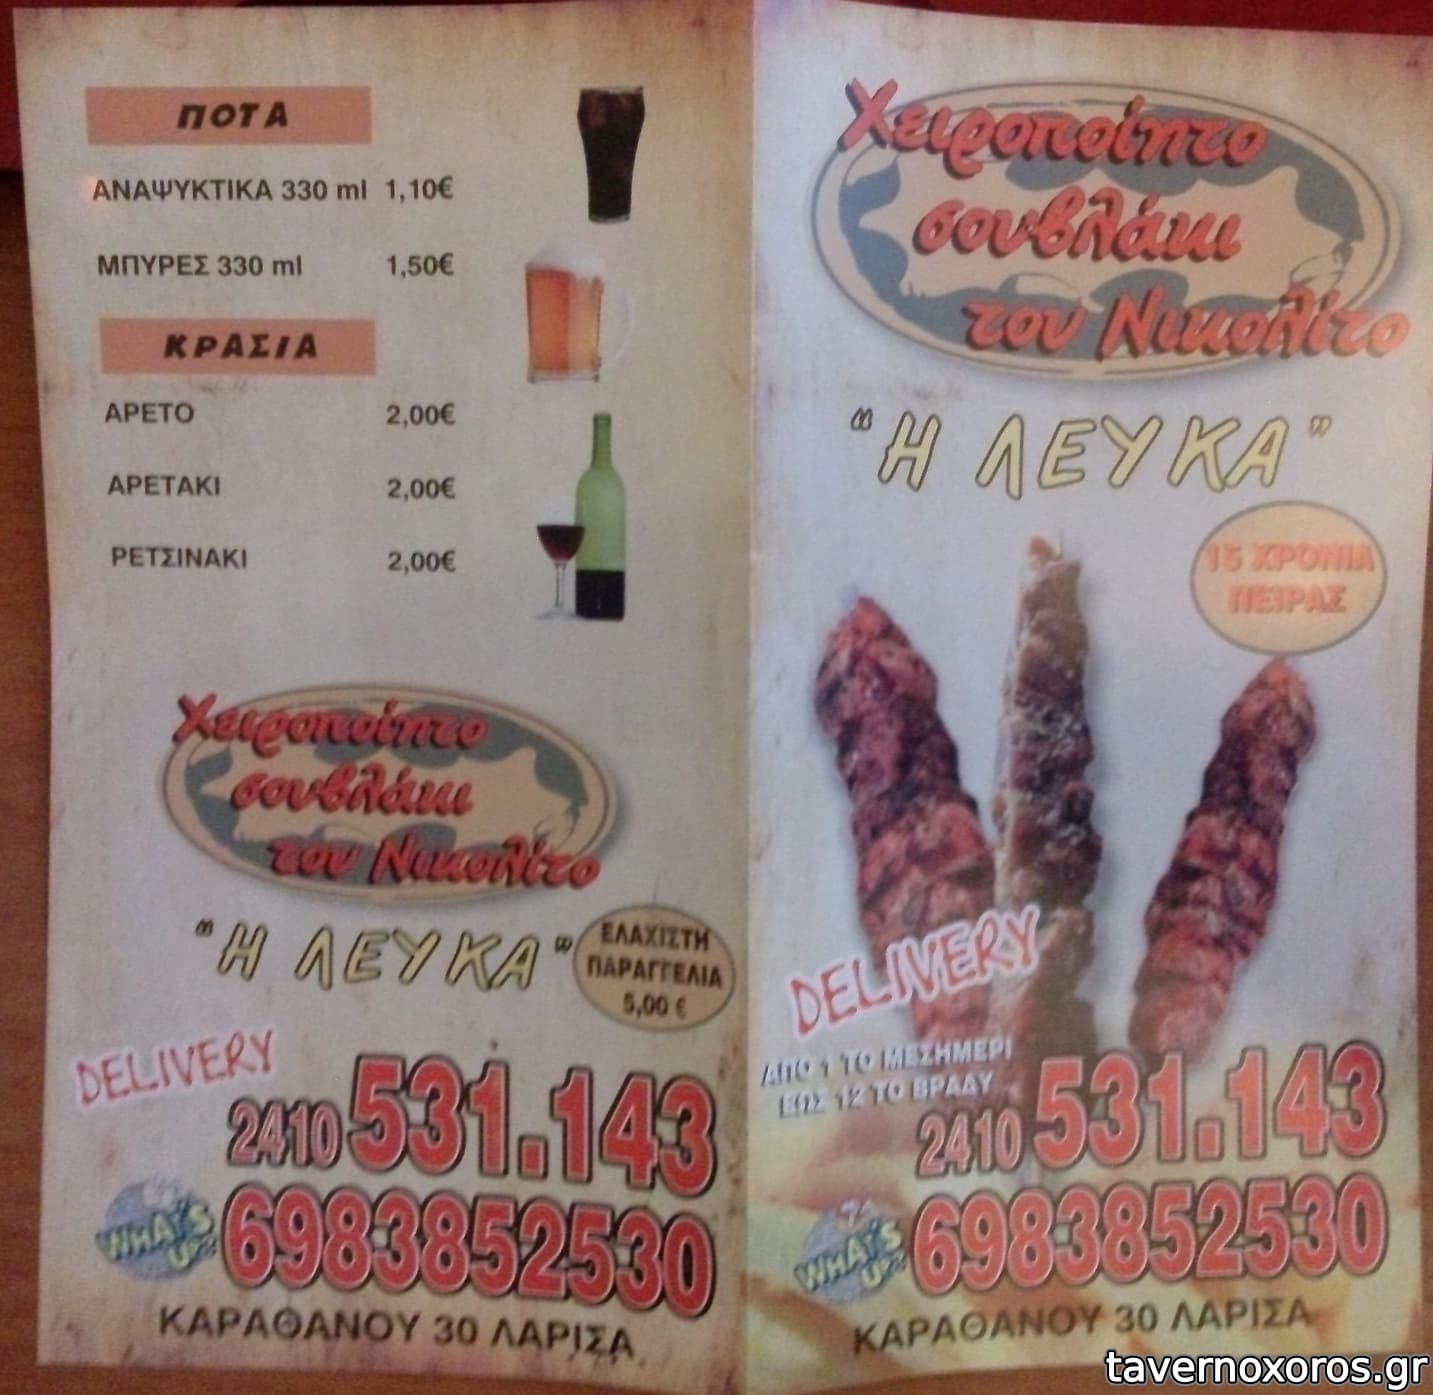 ΠΟΤΑ
ΑΝΑΨΥΚΤΙΚΑ 330 ml 1,10€
ΜΠΥΡΕΣ 330 ml 1,50€
ΚΡΑΣΙΑ
ΑΡΕΤΟ 2,00€
ΑΡΕΤΑΚΙ 2,00€
ΡΕΤΣΙΝΑΚΙ 2,00€
Χειροποίητο
σουβλάκι
του Νικολίτο
"Η ΛΕΥΚΑ"
ΕΛΑΧΙΣΤΗ
ΠΑΡΑΓΓΕΛΙΑ
5,00 €
DELIVERY
2410 531.143
WHAT'S UP?
6983852530
ΚΑΡΑΘΑΝΟΥ 30 ΛΑΡΙΣΑ
Χειροποίητο
σουβλάκι
του Νικολίτο
"Η ΛΕΥΚΑ"
15 ΧΡΟΝΙΑ
ΠΕΙΡΑΣ
DELIVERY
ΑΠΟ 1 ΤΟ ΜΕΣΗΜΕΡΙ
ΕΩΣ 12 ΤΟ ΒΡΑΔΥ
2410 531.143
WHAT'S UP?
6983852530
ΚΑΡΑΘΑΝΟΥ 30 ΛΑΡΙΣΑ
tavernoxoros.gr